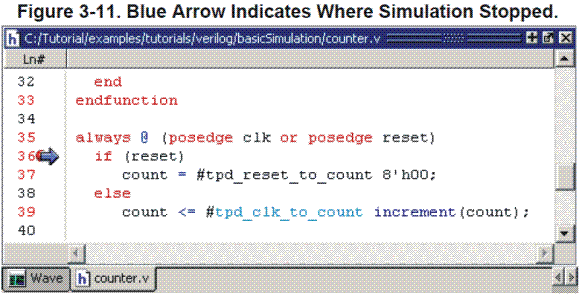 Figure 3-11. Blue Arrow Indicates Where Simulation Stopped.
C:/Tutorial/examples/tutorials/verilog/basicSimulation/counter.v
Ln#
32 end
33 endfunction
34
35 always @ (posedge clk or posedge reset)
36 if (reset)
37 count = #tpd_reset_to_count 8'h00;
38 else
39 count <= #tpd_clk_to_count increment(count);
40
Wave h counter.v